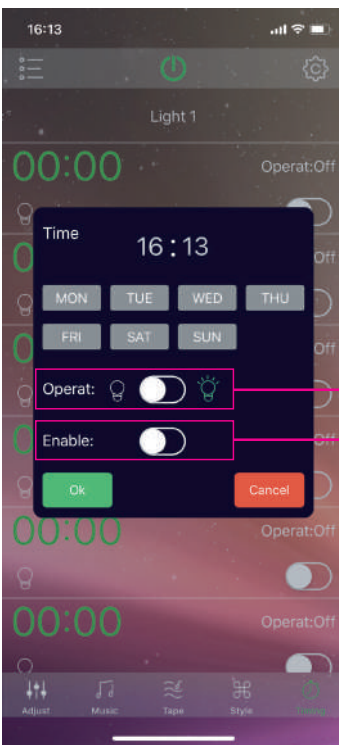 16:13
Light 1
00:00
Operat:Off
Time
16:13
Off
MON TUE WED THU
FRI SAT SUN
Off
Operat:
Enable:
Off
Ok Cancel
00:00
Operat:Off
00:00
Operat:Off
Adjust Music Tape Style